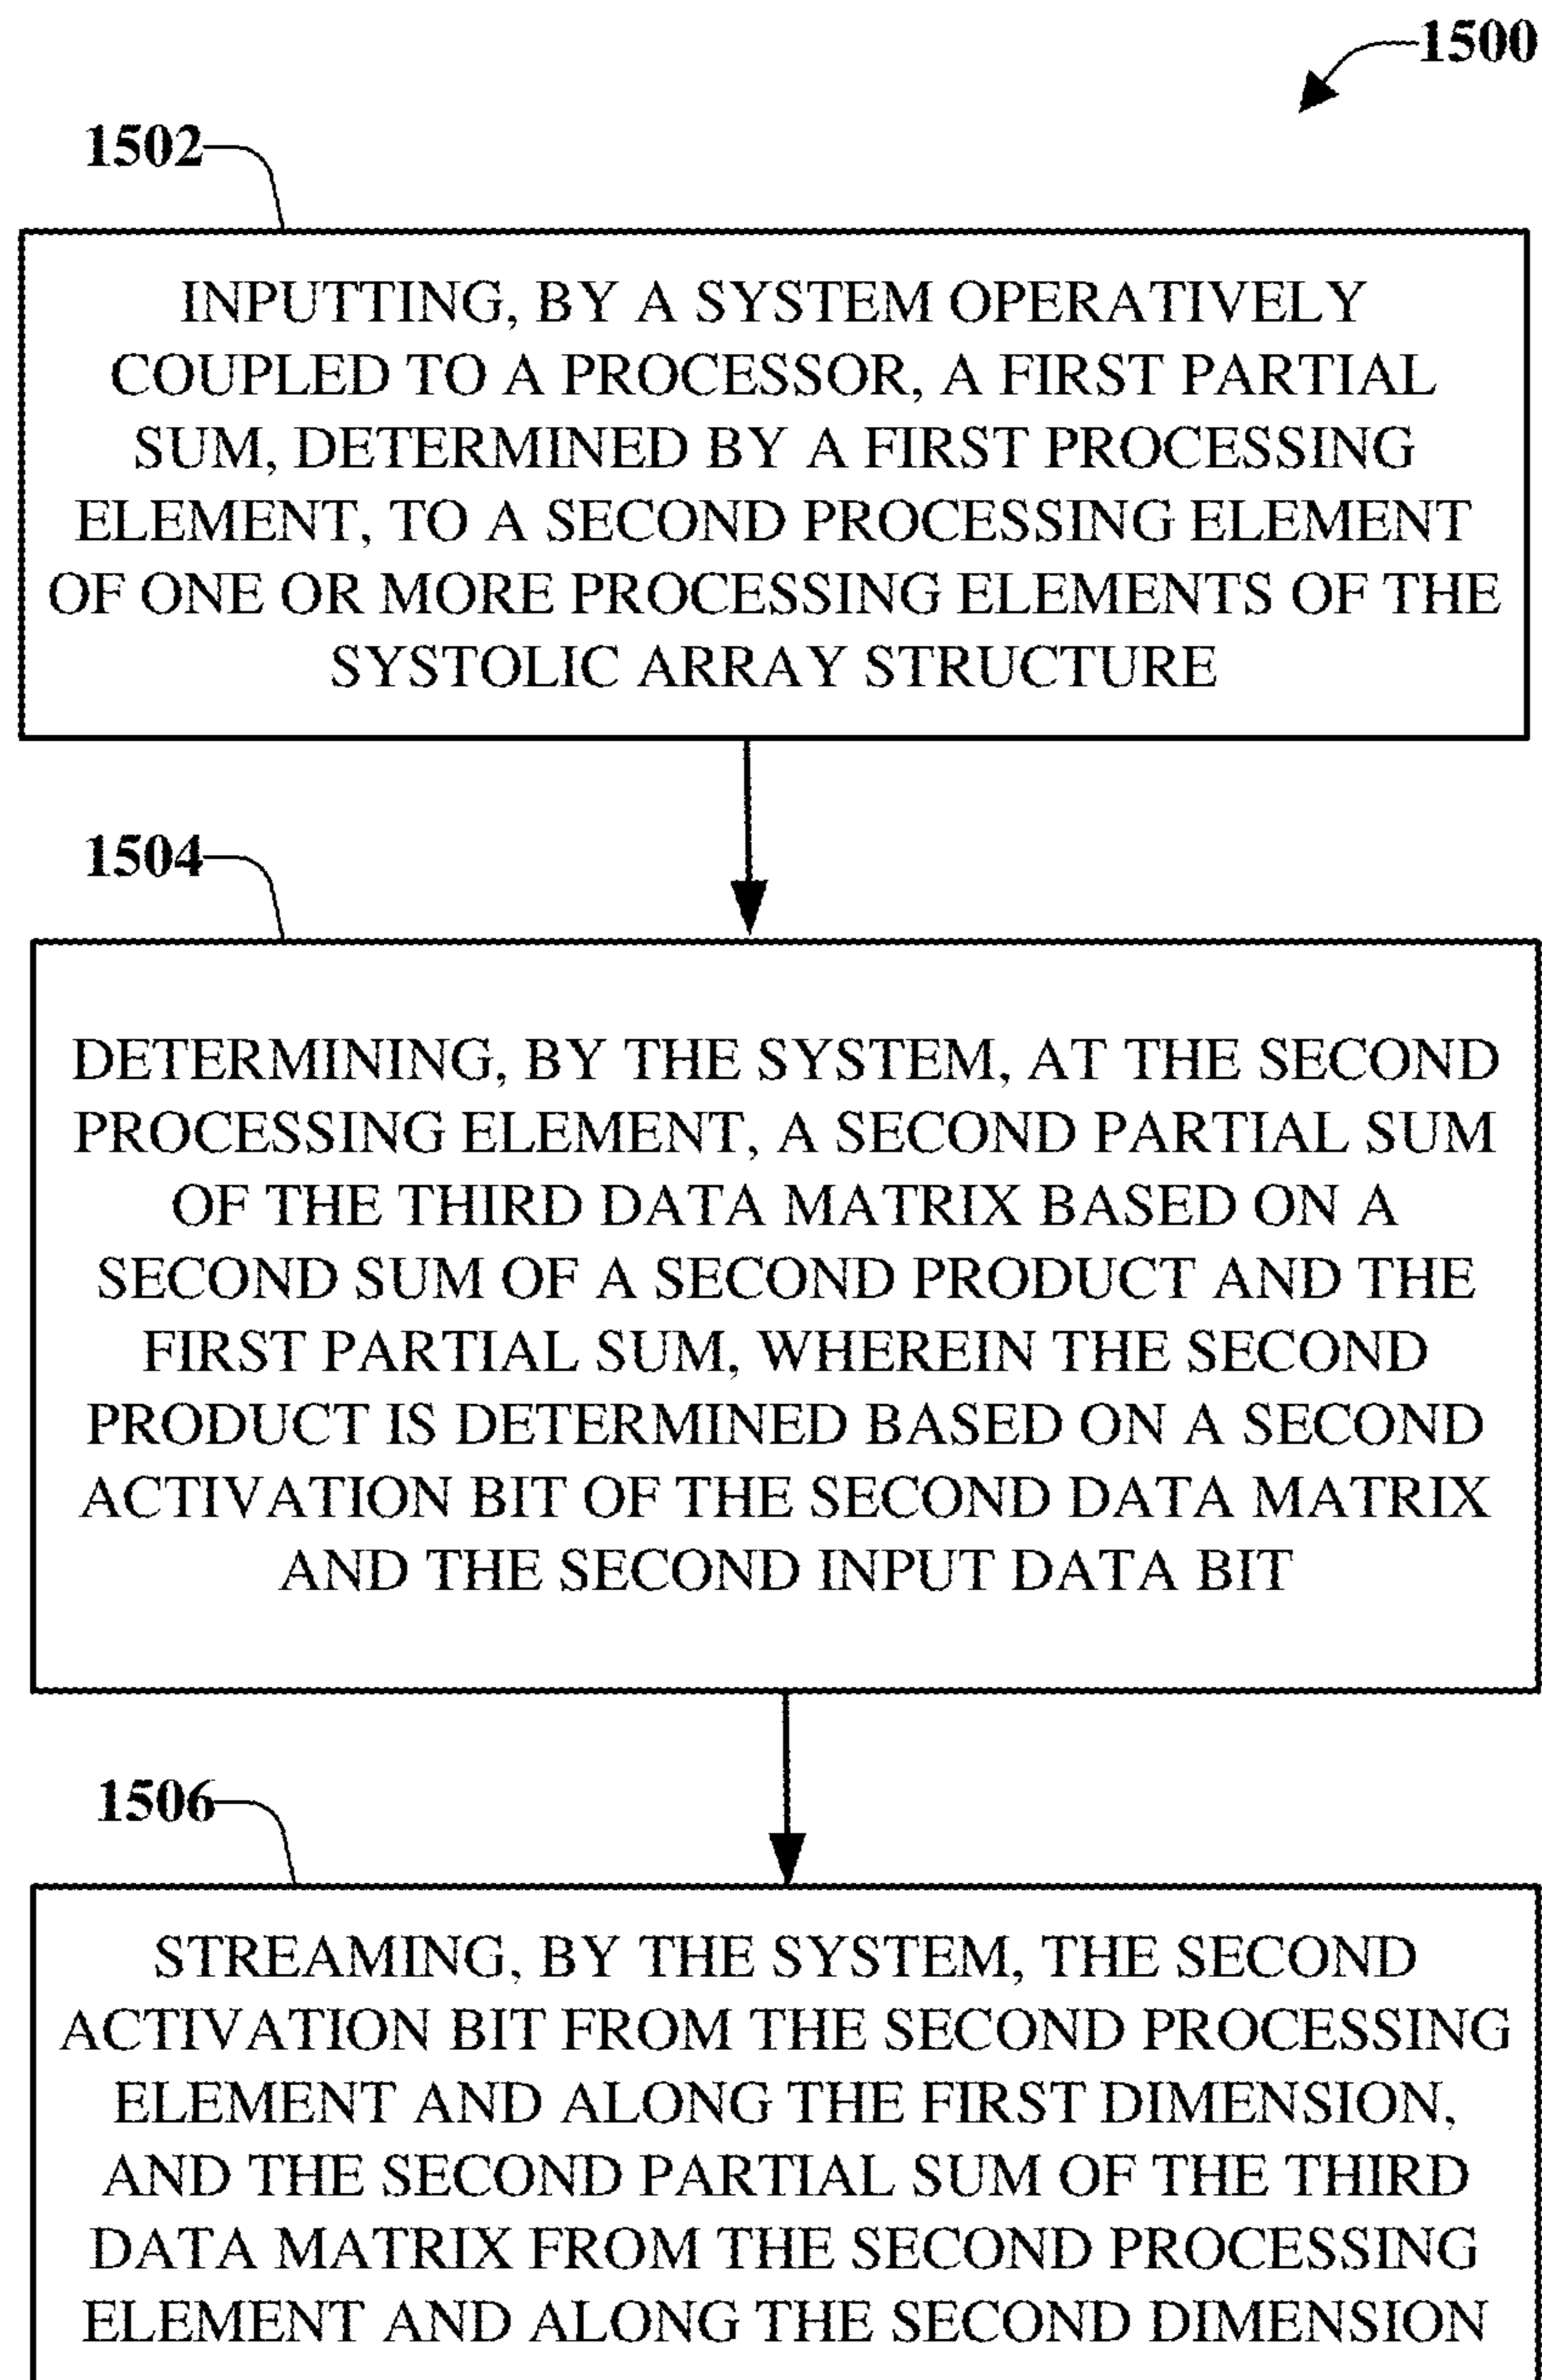 1500
1502
INPUTTING, BY A SYSTEM OPERATIVELY
COUPLED TO A PROCESSOR, A FIRST PARTIAL
SUM, DETERMINED BY A FIRST PROCESSING
ELEMENT, TO A SECOND PROCESSING ELEMENT
OF ONE OR MORE PROCESSING ELEMENTS OF THE
SYSTOLIC ARRAY STRUCTURE
1504
DETERMINING, BY THE SYSTEM, AT THE SECOND
PROCESSING ELEMENT, A SECOND PARTIAL SUM
OF THE THIRD DATA MATRIX BASED ON A
SECOND SUM OF A SECOND PRODUCT AND THE
FIRST PARTIAL SUM, WHEREIN THE SECOND
PRODUCT IS DETERMINED BASED ON A SECOND
ACTIVATION BIT OF THE SECOND DATA MATRIX
AND THE SECOND INPUT DATA BIT
1506
STREAMING, BY THE SYSTEM, THE SECOND
ACTIVATION BIT FROM THE SECOND PROCESSING
ELEMENT AND ALONG THE FIRST DIMENSION,
AND THE SECOND PARTIAL SUM OF THE THIRD
DATA MATRIX FROM THE SECOND PROCESSING
ELEMENT AND ALONG THE SECOND DIMENSION